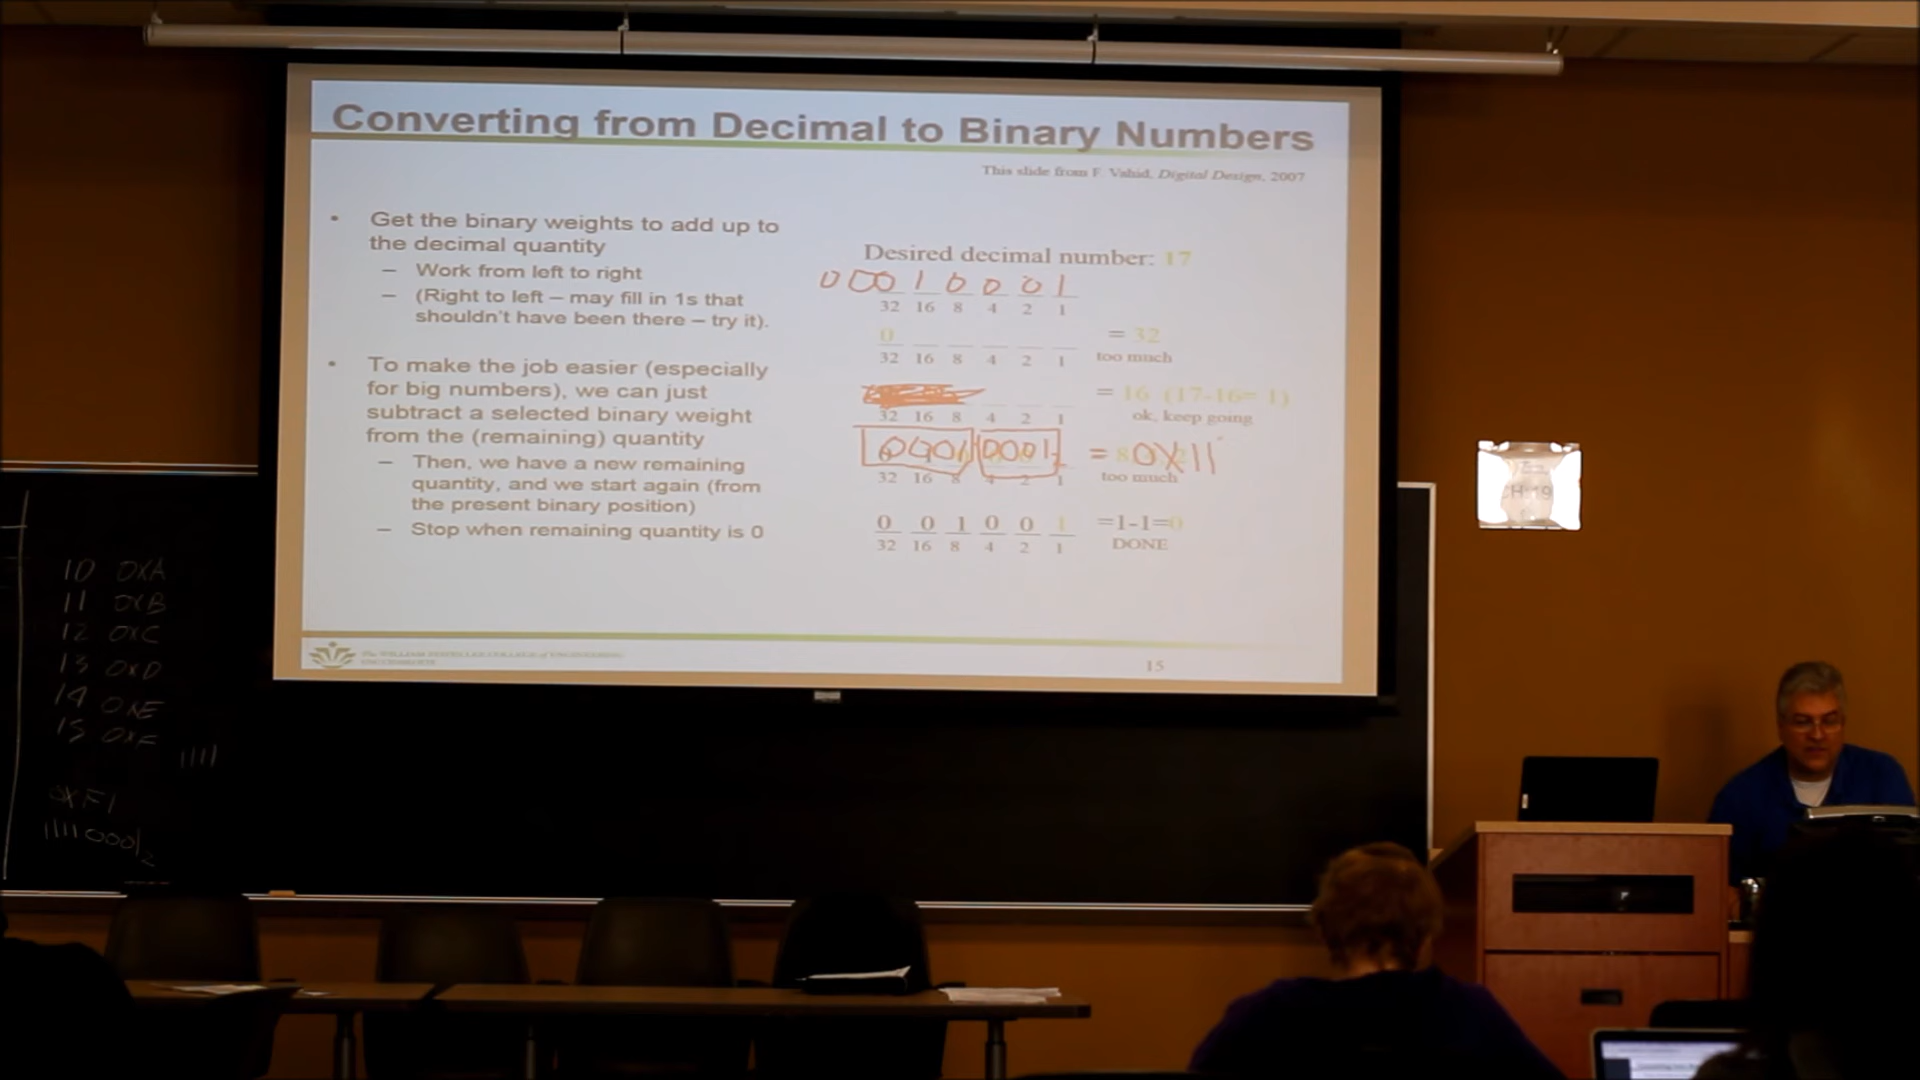 Converting from Decimal to Binary Numbers
This slide from F. Vahid, Digital Design, 2007
• Get the binary weights to add up to
the decimal quantity
– Work from left to right
– (Right to left – may fill in 1s that
shouldn't have been there – try it).
• To make the job easier (especially
for big numbers), we can just
subtract a selected binary weight
from the (remaining) quantity
– Then, we have a new remaining
quantity, and we start again (from
the present binary position)
– Stop when remaining quantity is 0
Desired decimal number: 17
0 0 0 1 0 0 0 1
32 16 8 4 2 1
0 = 32
32 16 8 4 2 1 too much
= 16 (17-16= 1)
32 16 8 4 2 1 ok, keep going
0001 0001 = 0X11
32 16 8 4 2 1 too much
0 0 1 0 0 1 =1-1=0
32 16 8 4 2 1 DONE
15
10 0XA
11 0XB
12 0XC
13 0XD
14 0XE
15 0XF
1111
0XF1
11110001₂